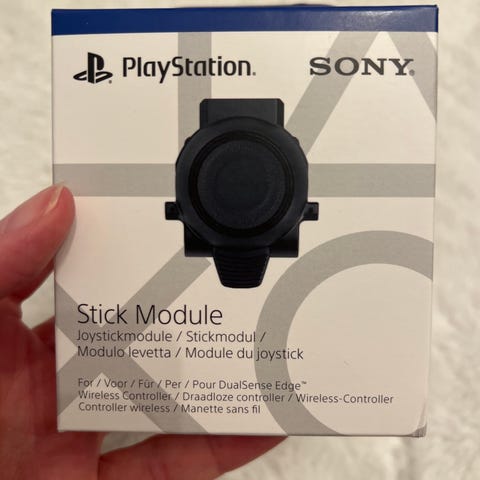 PlayStation.
SONY®
Stick Module
Joystickmodule / Stickmodul /
Modulo levetta / Module du joystick
For / Voor / Für / Per / Pour DualSense Edge™
Wireless Controller / Draadloze controller / Wireless-Controller
Controller wireless / Manette sans fil